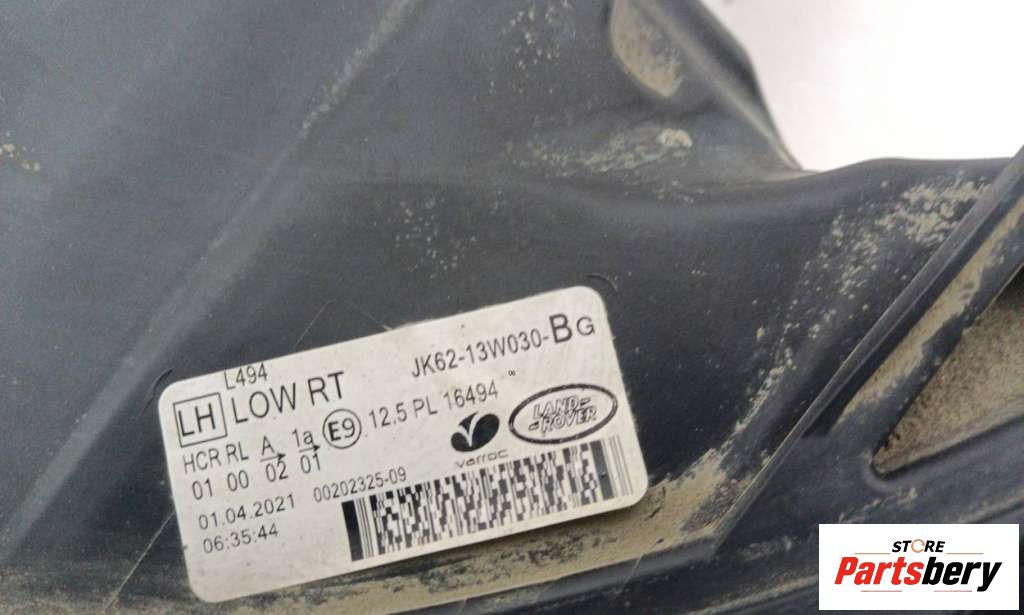 L494
LH LOW RT JK62-13W030-BG
HCR RL A 1a E9 12.5 PL 16494 06
01 00 02 01
varroc
LAND-
-ROVER
01.04.2021 00202325-09
06:35:44
STORE
Partsbery